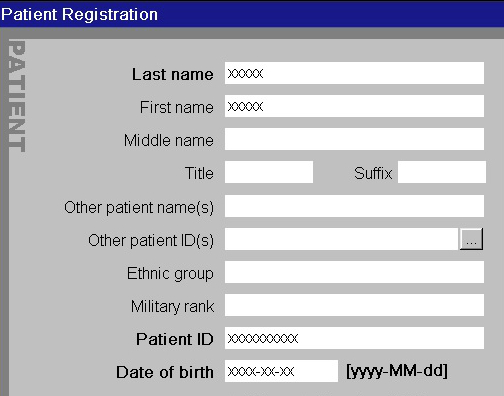 Patient Registration
PATIENT
Last name XXXXX
First name XXXXX
Middle name
Title Suffix
Other patient name(s)
Other patient ID(s) ...
Ethnic group
Military rank
Patient ID XXXXXXXXXX
Date of birth XXXX-XX-XX [yyyy-MM-dd]